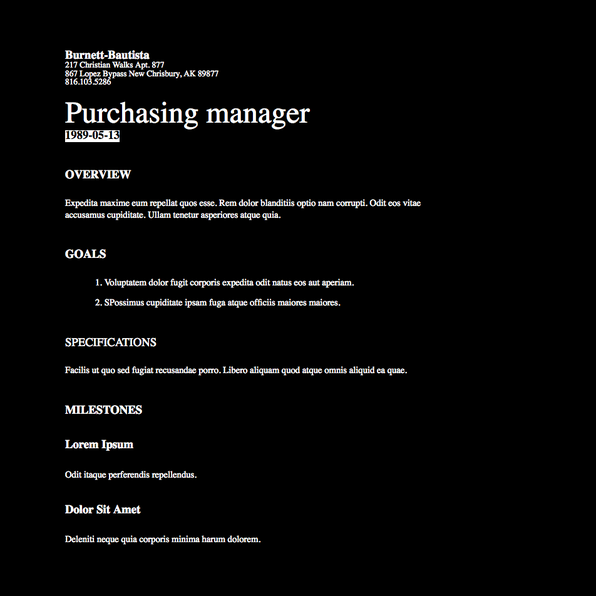 Burnett-Bautista
217 Christian Walks Apt. 877
867 Lopez Bypass New Chrisbury, AK 89877
816.103.5286
Purchasing manager
1989-05-13
OVERVIEW
Expedita maxime eum repellat quos esse. Rem dolor blanditiis optio nam corrupti. Odit eos vitae
accusamus cupiditate. Ullam tenetur asperiores atque quia.
GOALS
1. Voluptatem dolor fugit corporis expedita odit natus eos aut aperiam.
2. SPossimus cupiditate ipsam fuga atque officiis maiores maiores.
SPECIFICATIONS
Facilis ut quo sed fugiat recusandae porro. Libero aliquam quod atque omnis aliquid ea quae.
MILESTONES
Lorem Ipsum
Odit itaque perferendis repellendus.
Dolor Sit Amet
Deleniti neque quia corporis minima harum dolorem.